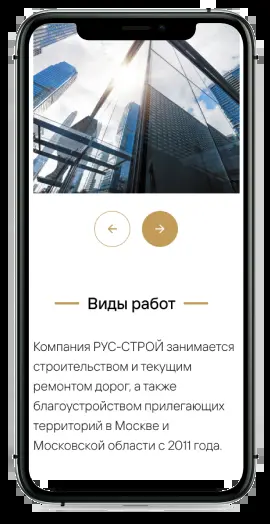 Виды работ
Компания РУС-СТРОЙ занимается
строительством и текущим
ремонтом дорог, а также
благоустройством прилегающих
территорий в Москве и
Московской области с 2011 года.